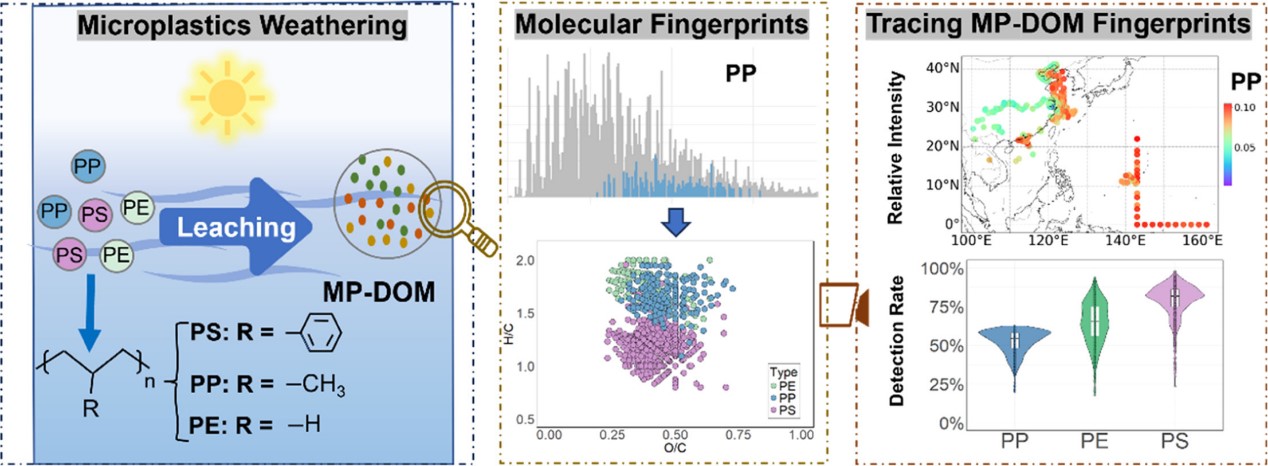 Microplastics Weathering
PP
PP
PS
PE
PS
PE
Leaching
MP-DOM
n
R
PS: R =
PP: R = −CH₃
PE: R = −H
Molecular Fingerprints
PP
2.0
1.5
1.0
0.5
H/C
0.00 0.25 0.50 0.75 1.00
O/C
Type
PE
PP
PS
Tracing MP-DOM Fingerprints
Relative Intensity
40°N
30°N
20°N
10°N
0°
100°E 120°E 140°E 160°E
PP
0.10
0.05
Detection Rate
100%
75%
50%
25%
0%
PP PE PS